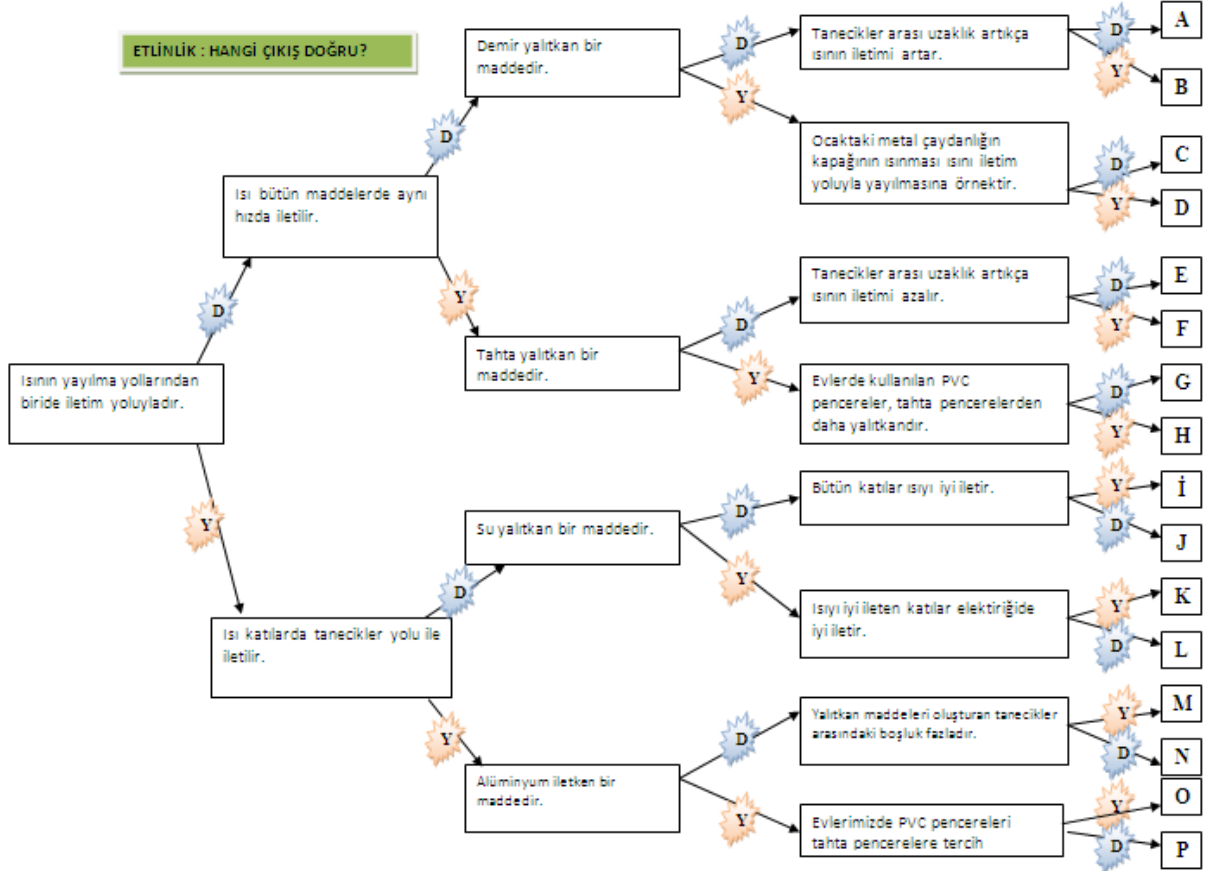 ETLİNLİK : HANGİ ÇIKIŞ DOĞRU?
Isının yayılma yollarından
biride iletim yoluyladır.
D
Y
Isı bütün maddelerde aynı
hızda iletilir.
D
Y
Isı katılarda tanecikler yolu ile
iletilir.
D
Y
Demir yalıtkan bir
maddedir.
D
Y
Tahta yalıtkan bir
maddedir.
D
Y
Su yalıtkan bir maddedir.
D
Y
Alüminyum iletken bir
maddedir.
D
Y
Tanecikler arası uzaklık artıkça
ısının iletimi artar.
D
A
Y
B
Ocaktaki metal çaydanlığın
kapağının ısınması ısını iletim
yoluyla yayılmasına örnektir.
D
C
Y
D
Tanecikler arası uzaklık artıkça
ısının iletimi azalır.
D
E
Y
F
Evlerde kullanılan PVC
pencereler, tahta pencerelerden
daha yalıtkandır.
D
G
Y
H
Bütün katılar ısıyı iyi iletir.
Y
İ
D
J
Isıyı iyi ileten katılar elektiriğide
iyi iletir.
Y
K
D
L
Yalıtkan maddeleri oluşturan tanecikler
arasındaki boşluk fazladır.
Y
M
D
N
Evlerimizde PVC pencereleri
tahta pencerelere tercih
Y
O
D
P